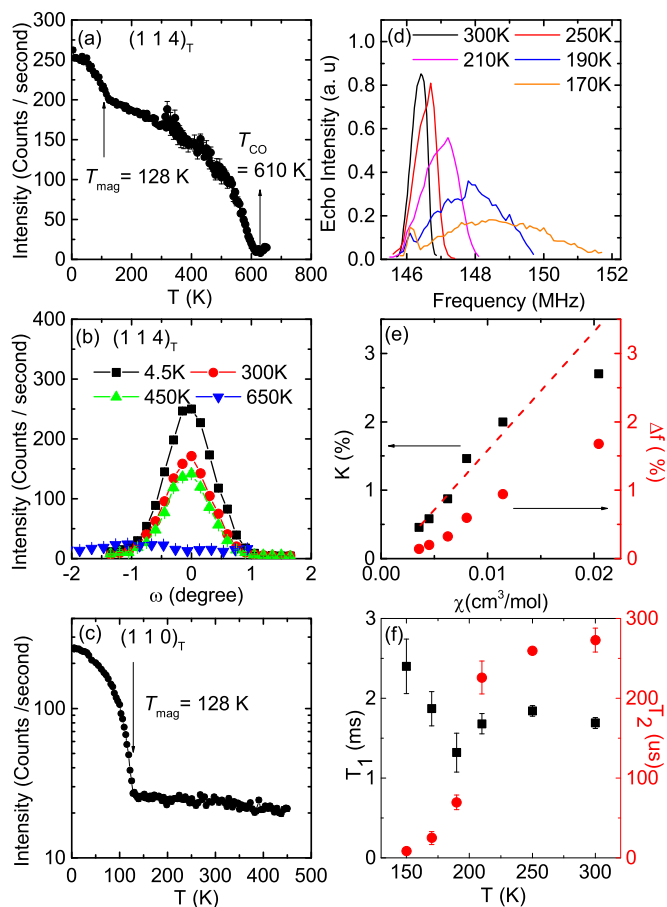 (a) (1 1 4)T
TCO
= 610 K
Tmag = 128 K
300
250
200
150
100
50
0
0 200 400 600 800
Intensity (Counts / second)
T (K)
(b) (1 1 4)T
4.5K 300K
450K 650K
400
300
200
100
0
-2 -1 0 1 2
Intensity (Counts / second)
ω (degree)
(c) (1 1 0)T
Tmag = 128 K
100
10
0 100 200 300 400 500
Intensity (Counts /second)
T (K)
(d) 300K 250K
210K 190K
170K
1.0
0.8
0.6
0.4
0.2
0.0
146 148 150 152
Echo Intensity (a. u)
Frequency (MHz)
(e)
3
2
1
0
0.00 0.01 0.02
3
2
1
0
K (%)
Δf ( %)
χ(cm3/mol)
(f)
3
2
1
0
150 200 250 300
300
200
100
0
T1 (ms)
T2 (us)
T (K)